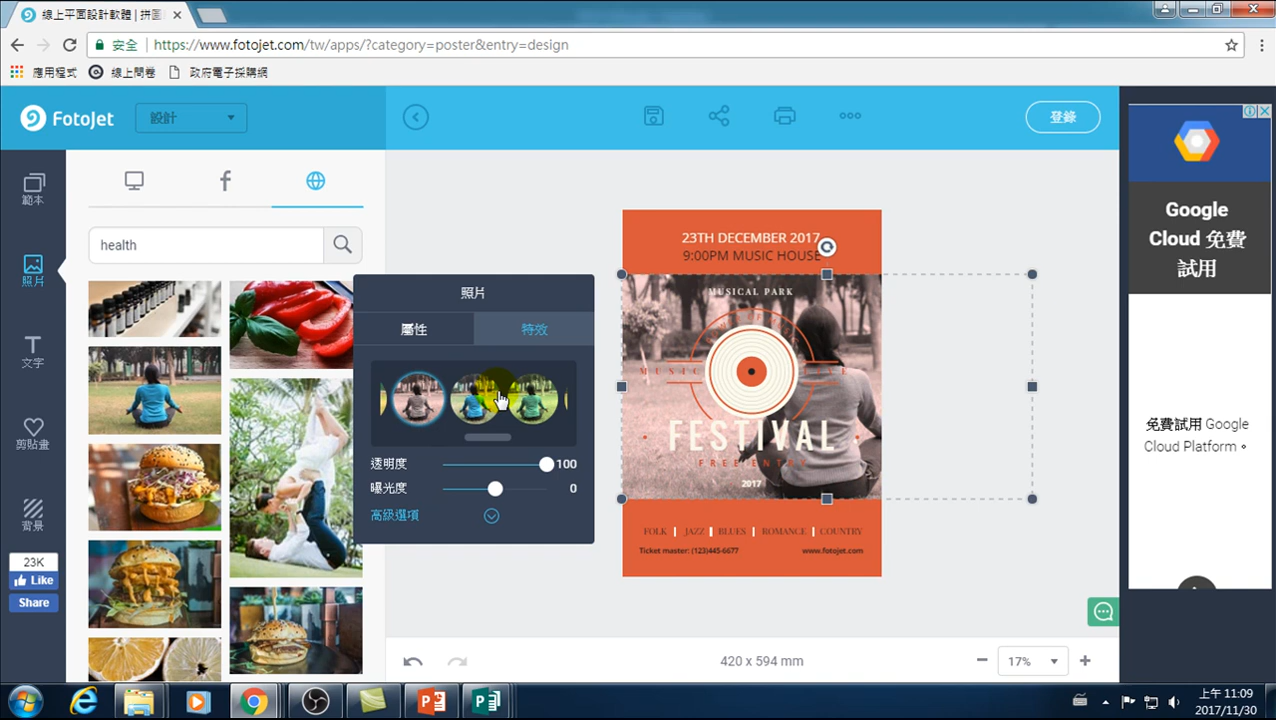 線上平面設計軟體 | 拼圖
安全
https://www.fotojet.com/tw/apps/?category=poster&entry=design
應用程式
線上問卷
政府電子採購網
FotoJet
設計
登錄
範本
照片
文字
剪貼畫
背景
23K
Like
Share
health
照片
屬性
特效
透明度
100
曝光度
0
高級選項
23TH DECEMBER 2017
9:00PM MUSIC HOUSE
MUSICAL PARK
MUSIC
FESTIVAL
FREE ENTRY
2017
FOLK | JAZZ | BLUES | ROMANCE | COUNTRY
Ticket master: (123)445-6677
www.fotojet.com
420 x 594 mm
17%
Google
Cloud 免費
試用
免費試用 Google
Cloud Platform。
上午 11:09
2017/11/30